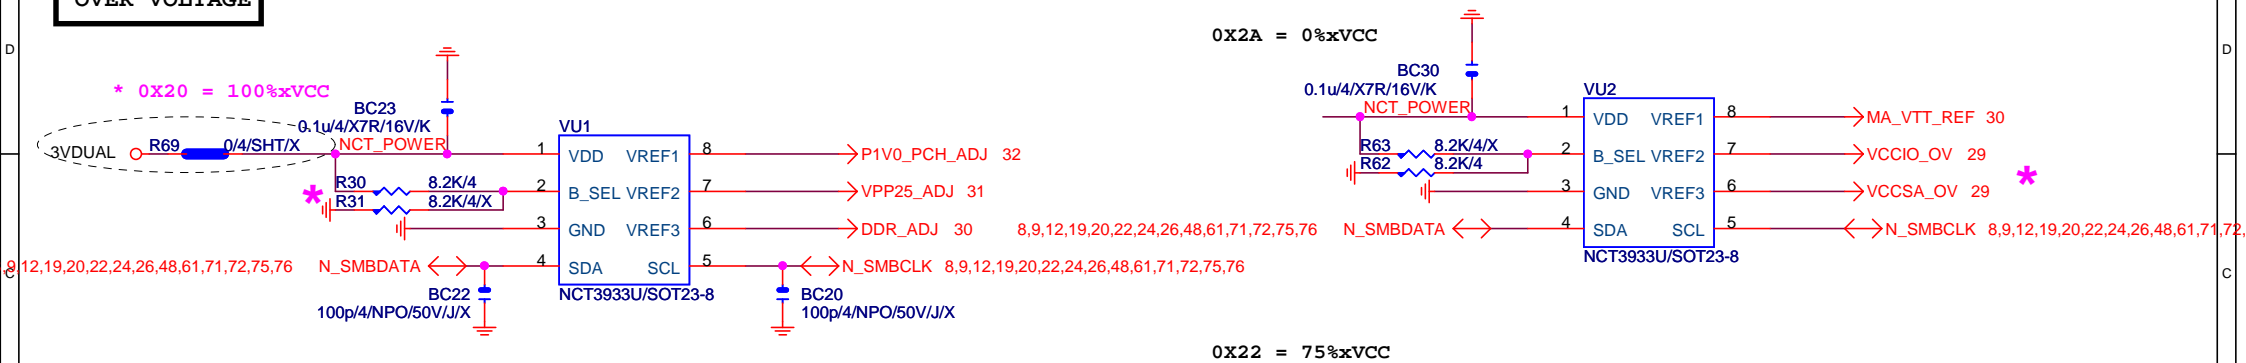 OVER VOLTAGE
D
* 0X20 = 100%xVCC
3VDUAL
R69
0/4/SHT/X
BC23
0.1u/4/X7R/16V/K
NCT_POWER
R30
8.2K/4
*
R31
8.2K/4/X
VU1
1 VDD VREF1 8
2 B_SEL VREF2 7
3 GND VREF3 6
4 SDA SCL 5
NCT3933U/SOT23-8
P1V0_PCH_ADJ 32
VPP25_ADJ 31
DDR_ADJ 30
,9,12,19,20,22,24,26,48,61,71,72,75,76 N_SMBDATA
N_SMBCLK 8,9,12,19,20,22,24,26,48,61,71,72,75,76
C
BC22
100p/4/NPO/50V/J/X
BC20
100p/4/NPO/50V/J/X
0X2A = 0%xVCC
BC30
0.1u/4/X7R/16V/K
NCT_POWER
R63
8.2K/4/X
R62
8.2K/4
VU2
1 VDD VREF1 8
2 B_SEL VREF2 7
3 GND VREF3 6
4 SDA SCL 5
NCT3933U/SOT23-8
MA_VTT_REF 30
VCCIO_OV 29
VCCSA_OV 29
*
8,9,12,19,20,22,24,26,48,61,71,72,75,76 N_SMBDATA
N_SMBCLK 8,9,12,19,20,22,24,26,48,61,71,72,
D
C
0X22 = 75%xVCC